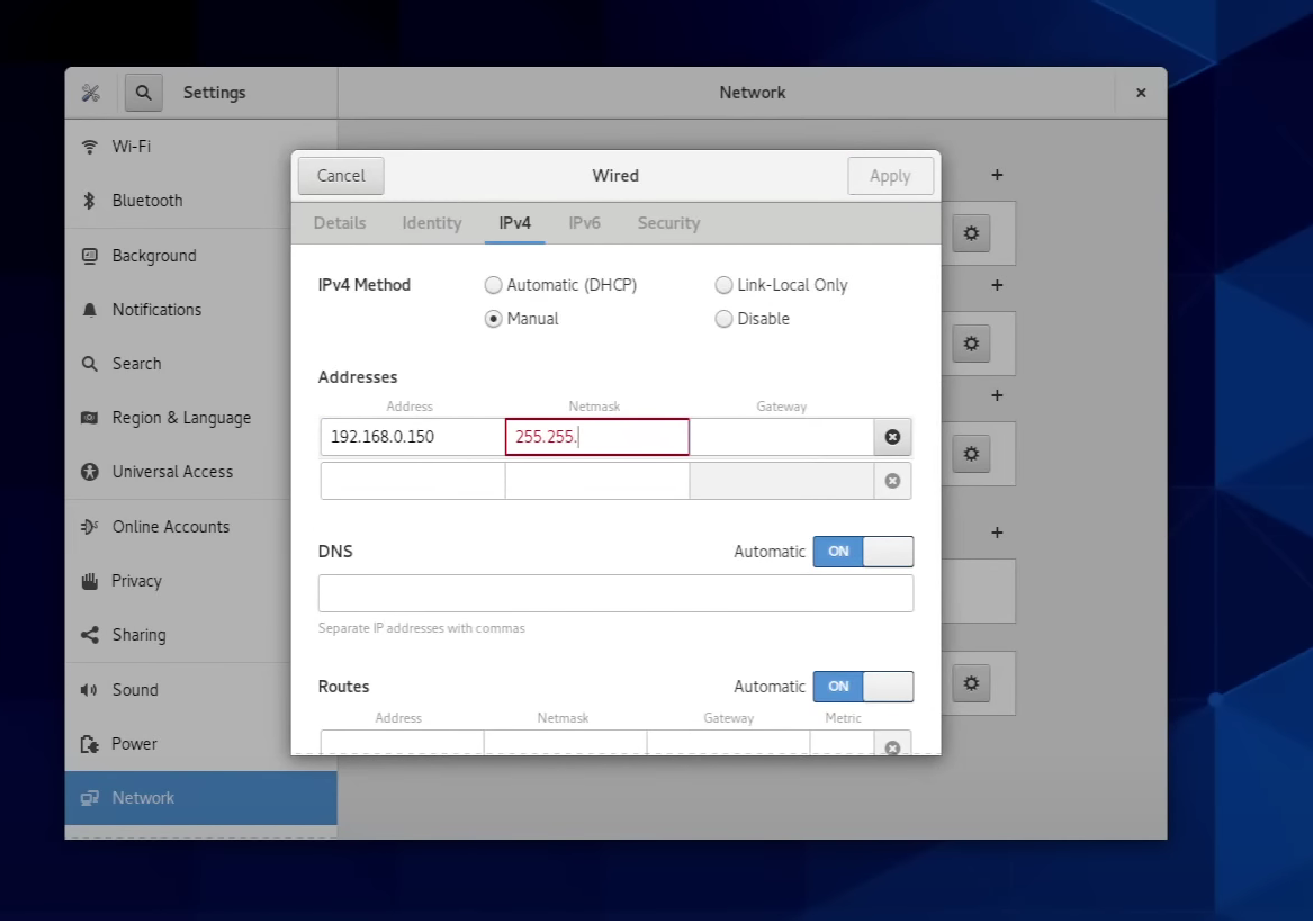 Settings
Network
Wi-Fi
Bluetooth
Background
Notifications
Search
Region & Language
Universal Access
Online Accounts
Privacy
Sharing
Sound
Power
Network
Cancel
Wired
Apply
Details Identity IPv4 IPv6 Security
IPv4 Method
Automatic (DHCP)
Link-Local Only
Manual
Disable
Addresses
Address Netmask Gateway
192.168.0.150 255.255.
DNS
Automatic ON
Separate IP addresses with commas
Routes
Automatic ON
Address Netmask Gateway Metric